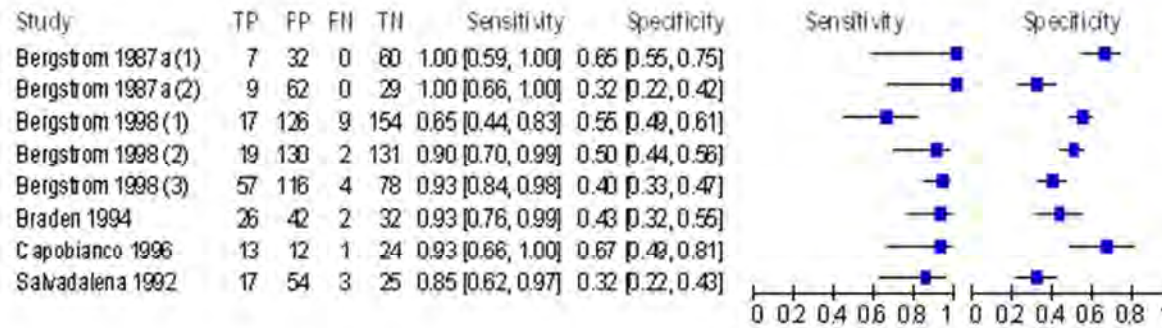 Study TP FP FN TN Sensitivity Specificity Sensitivity Specificity
Bergstrom 1987a (1) 7 32 0 60 1.00 [0.59, 1.00] 0.65 [0.55, 0.75]
Bergstrom 1987a (2) 9 62 0 29 1.00 [0.66, 1.00] 0.32 [0.22, 0.42]
Bergstrom 1998 (1) 17 126 9 154 0.65 [0.44, 0.83] 0.55 [0.49, 0.61]
Bergstrom 1998 (2) 19 130 2 131 0.90 [0.70, 0.99] 0.50 [0.44, 0.56]
Bergstrom 1998 (3) 57 116 4 78 0.93 [0.84, 0.98] 0.40 [0.33, 0.47]
Braden 1994 26 42 2 32 0.93 [0.76, 0.99] 0.43 [0.32, 0.55]
Capobianco 1996 13 12 1 24 0.93 [0.66, 1.00] 0.67 [0.49, 0.81]
Salvadalena 1992 17 54 3 25 0.85 [0.62, 0.97] 0.32 [0.22, 0.43]
0 0.2 0.4 0.6 0.8 1 0 0.2 0.4 0.6 0.8